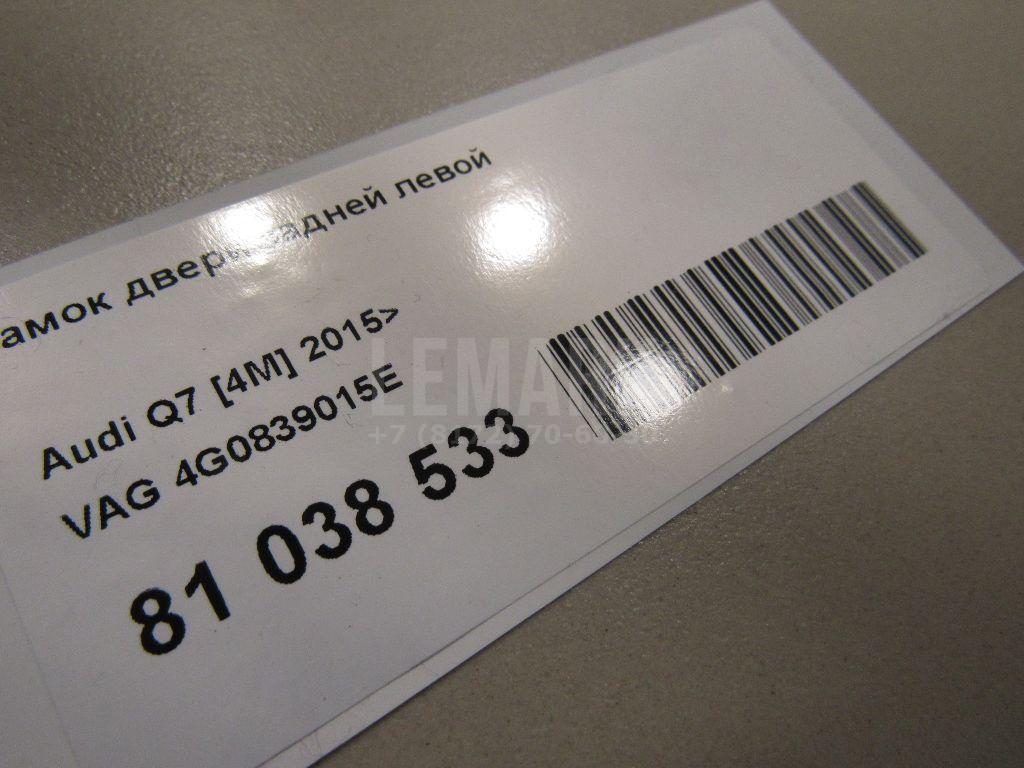 амок двери задней левой
Audi Q7 [4M] 2015>
VAG 4G0839015E
81 038 533